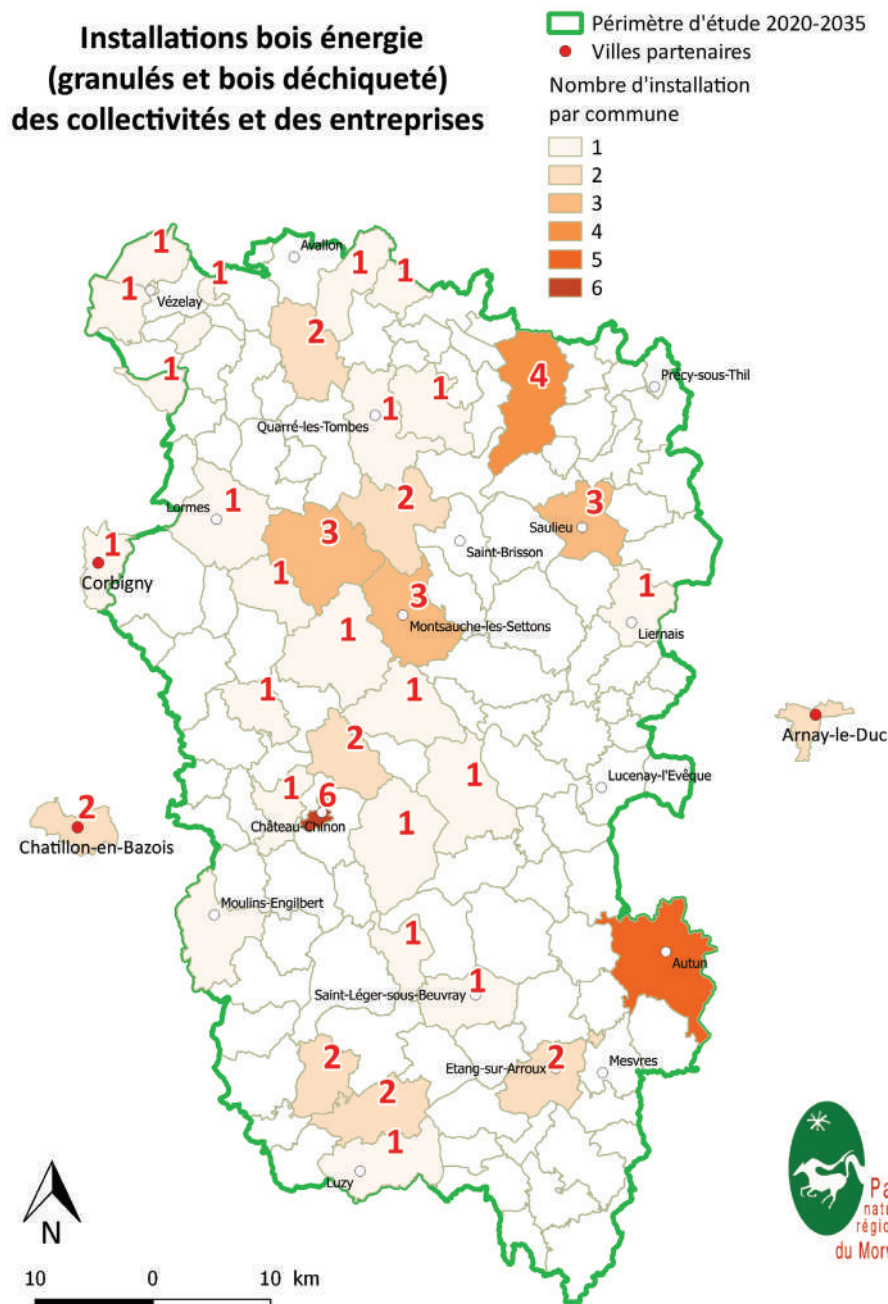 Installations bois énergie
(granulés et bois déchiqueté)
des collectivités et des entreprises
Périmètre d'étude 2020-2035
Villes partenaires
Nombre d'installation
par commune
1
2
3
4
5
6
1
Avallon
1
1
1
1
Vézelay
2
1
4
Précy-sous-Thil
1
1
Quarré-les-Tombes
2
1
3
Lormes
3
Saulieu
1
Saint-Brisson
Corbigny
1
3
1
Montsauche-les-Settons
1
Liernais
1
1
Arnay-le-Duc
2
1
Lucenay-l'Evêque
1
6
2
Château-Chinon
1
Chatillon-en-Bazois
Moulins-Engilbert
1
Autun
1
Saint-Léger-sous-Beuvray
2
2
Etang-sur-Arroux
Mesvres
2
1
Luzy
N
10 0 10 km
du